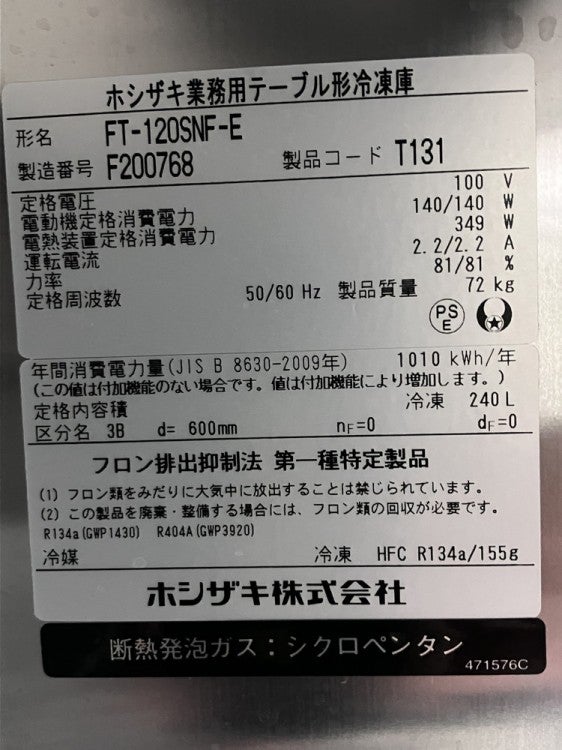 ホシザキ業務用テーブル形冷凍庫
形名 FT-120SNF-E
製造番号 F200768 製品コード T131
定格電圧 100 V
電動機定格消費電力 140/140 W
電熱装置定格消費電力 349 W
運転電流 2.2/2.2 A
力率 81/81 %
定格周波数 50/60 Hz 製品質量 72 kg
PS
E
年間消費電力量(JIS B 8630-2009年) 1010 kWh/年
(この値は付加機能のない場合です。値は付加機能により増加します。)
定格内容積 冷凍 240 L
区分名 3B d= 600mm nF=0 dF=0
フロン排出抑制法 第一種特定製品
(1) フロン類をみだりに大気中に放出することは禁じられています。
(2) この製品を廃棄・整備する場合には、フロン類の回収が必要です。
R134a(GWP1430) R404A(GWP3920)
冷媒 冷凍 HFC R134a/155g
ホシザキ株式会社
断熱発泡ガス:シクロペンタン
471576C